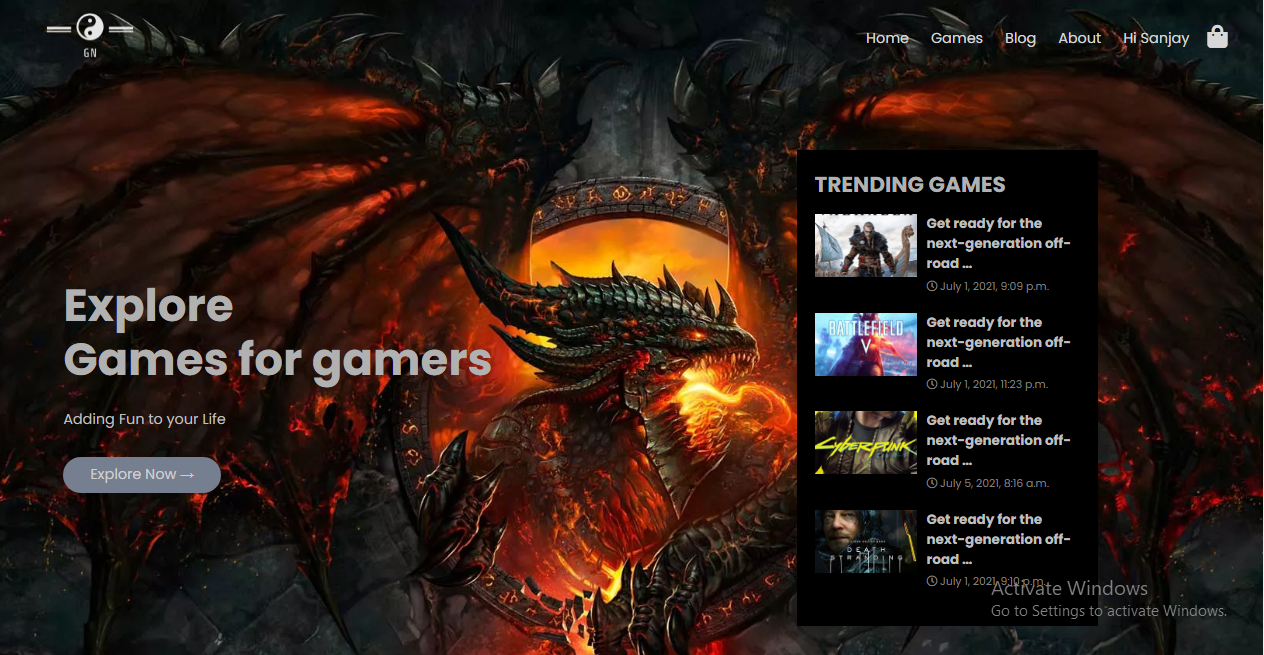 GN
Home Games Blog About Hi Sanjay
Explore
Games for gamers
Adding Fun to your Life
Explore Now →
TRENDING GAMES
Get ready for the
next-generation off-
road ...
July 1, 2021, 9:09 p.m.
BATTLEFIELD
V
Get ready for the
next-generation off-
road ...
July 1, 2021, 11:23 p.m.
CYBERPUNK
Get ready for the
next-generation off-
road ...
July 5, 2021, 8:16 a.m.
DEATH
STRANDING
Get ready for the
next-generation off-
road ...
July 1, 2021, 9:10 p.m.
Activate Windows
Go to Settings to activate Windows.